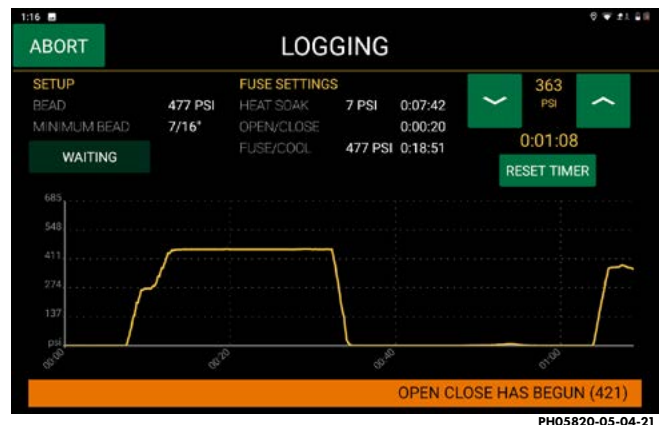 1:16
ABORT
LOGGING
SETUP
BEAD 477 PSI
MINIMUM BEAD 7/16"
WAITING
FUSE SETTINGS
HEAT SOAK 7 PSI 0:07:42
OPEN/CLOSE 0:00:20
FUSE/COOL 477 PSI 0:18:51
363
PSI
0:01:08
RESET TIMER
685
548
411
274
137
psi
00:00
00:20
00:40
01:00
OPEN CLOSE HAS BEGUN (421)
PH05820-05-04-21